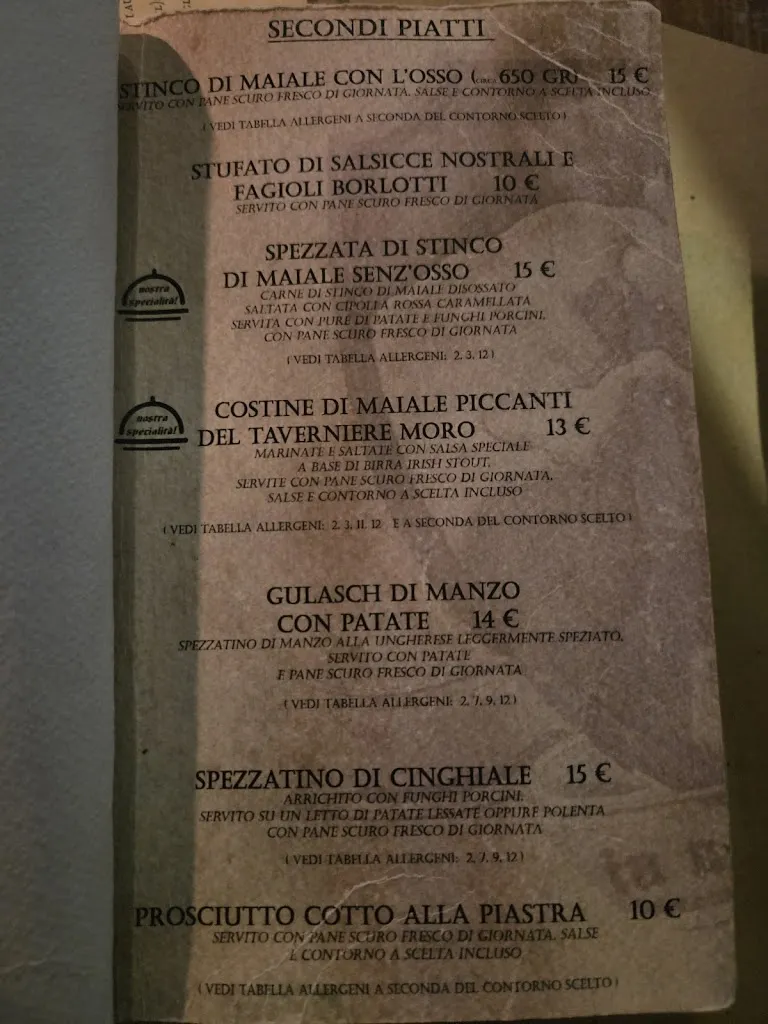 SECONDI PIATTI
STINCO DI MAIALE CON L'OSSO (CIRCA 650 GR) 15 €
SERVITO CON PANE SCURO FRESCO DI GIORNATA, SALSE E CONTORNO A SCELTA INCLUSO
(VEDI TABELLA ALLERGENI A SECONDA DEL CONTORNO SCELTO)
STUFATO DI SALSICCE NOSTRALI E
FAGIOLI BORLOTTI 10 €
SERVITO CON PANE SCURO FRESCO DI GIORNATA
SPEZZATA DI STINCO
DI MAIALE SENZ'OSSO 15 €
nostra
specialità!
CARNE DI STINCO DI MAIALE DISOSSATO
SALTATA CON CIPOLLA ROSSA CARAMELLATA
SERVITA CON PURÈ DI PATATE E FUNGHI PORCINI,
CON PANE SCURO FRESCO DI GIORNATA
(VEDI TABELLA ALLERGENI: 2, 3, 12)
COSTINE DI MAIALE PICCANTI
DEL TAVERNIERE MORO 13 €
nostra
specialità!
MARINATE E SALTATE CON SALSA SPECIALE
A BASE DI BIRRA IRISH STOUT,
SERVITE CON PANE SCURO FRESCO DI GIORNATA,
SALSE E CONTORNO A SCELTA INCLUSO
(VEDI TABELLA ALLERGENI: 2, 3, 11, 12 E A SECONDA DEL CONTORNO SCELTO)
GULASCH DI MANZO
CON PATATE 14 €
SPEZZATINO DI MANZO ALLA UNGHERESE LEGGERMENTE SPEZIATO,
SERVITO CON PATATE
E PANE SCURO FRESCO DI GIORNATA
(VEDI TABELLA ALLERGENI: 2, 7, 9, 12)
SPEZZATINO DI CINGHIALE 15 €
ARRICHITO CON FUNGHI PORCINI,
SERVITO SU UN LETTO DI PATATE LESSATE OPPURE POLENTA
CON PANE SCURO FRESCO DI GIORNATA
(VEDI TABELLA ALLERGENI: 2, 7, 9, 12)
PROSCIUTTO COTTO ALLA PIASTRA 10 €
SERVITO CON PANE SCURO FRESCO DI GIORNATA, SALSE
E CONTORNO A SCELTA INCLUSO
(VEDI TABELLA ALLERGENI A SECONDA DEL CONTORNO SCELTO)